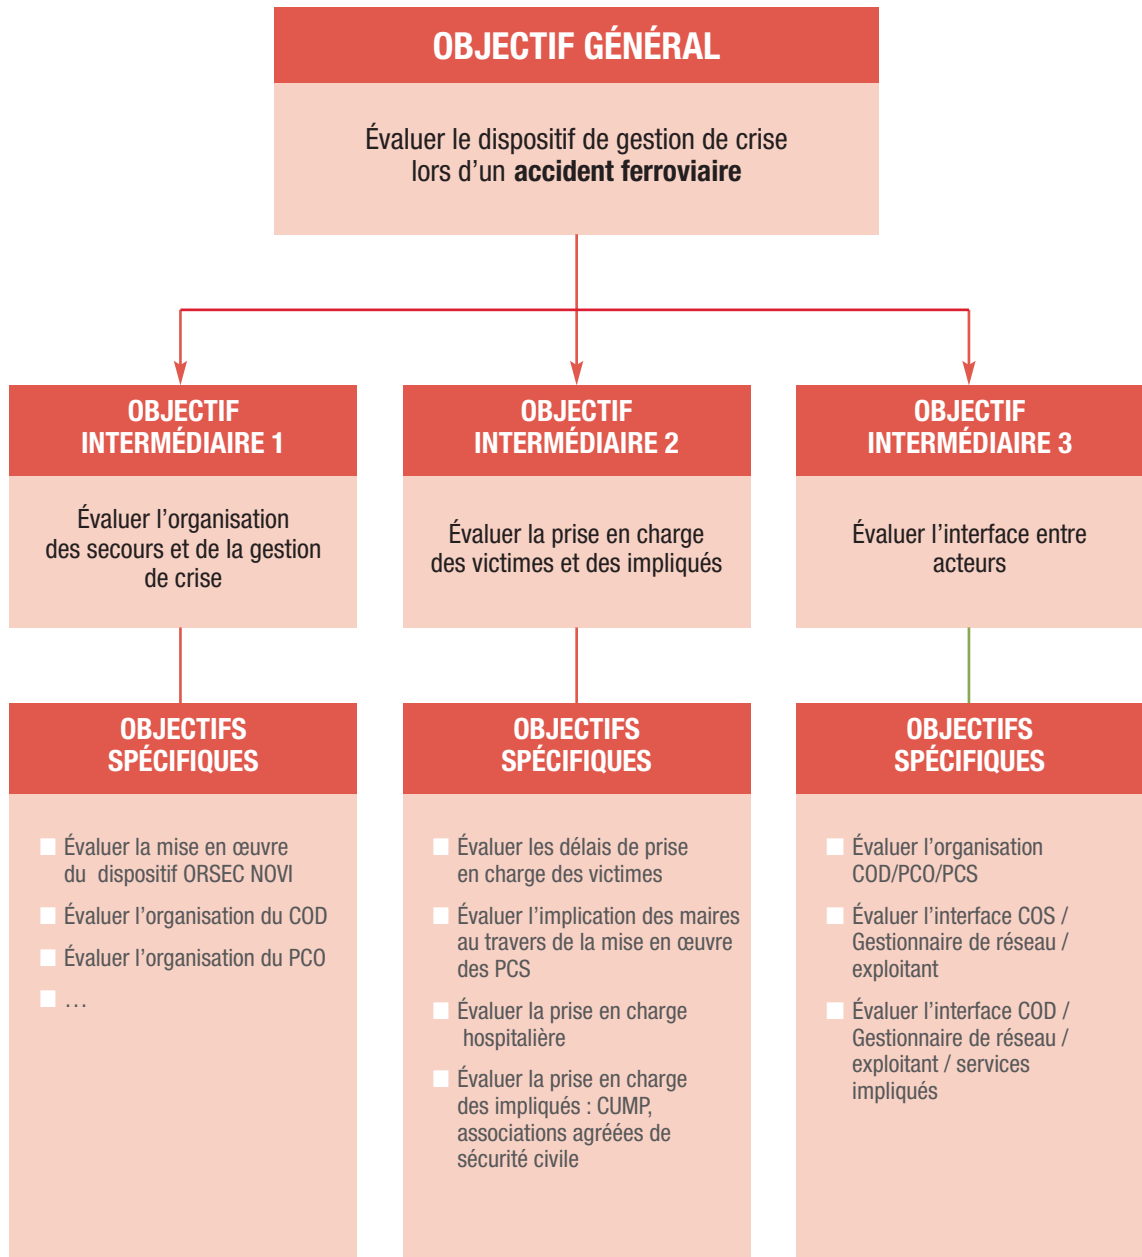 OBJECTIF GÉNÉRAL
Évaluer le dispositif de gestion de crise
lors d’un accident ferroviaire
OBJECTIF
INTERMÉDIAIRE 1
Évaluer l’organisation
des secours et de la gestion
de crise
OBJECTIF
INTERMÉDIAIRE 2
Évaluer la prise en charge
des victimes et des impliqués
OBJECTIF
INTERMÉDIAIRE 3
Évaluer l’interface entre
acteurs
OBJECTIFS
SPÉCIFIQUES
Évaluer la mise en œuvre
du dispositif ORSEC NOVI
Évaluer l’organisation du COD
Évaluer l’organisation du PCO
…
OBJECTIFS
SPÉCIFIQUES
Évaluer les délais de prise
en charge des victimes
Évaluer l’implication des maires
au travers de la mise en œuvre
des PCS
Évaluer la prise en charge
hospitalière
Évaluer la prise en charge
des impliqués : CUMP,
associations agréées de
sécurité civile
OBJECTIFS
SPÉCIFIQUES
Évaluer l’organisation
COD/PCO/PCS
Évaluer l’interface COS /
Gestionnaire de réseau /
exploitant
Évaluer l’interface COD /
Gestionnaire de réseau /
exploitant / services
impliqués